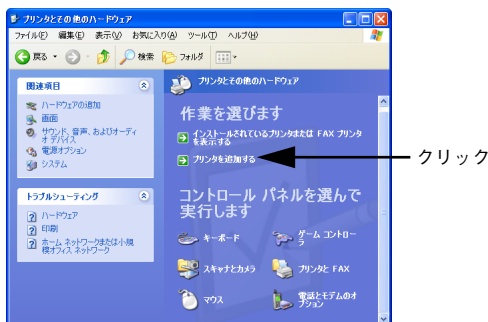 プリンタとその他のハードウェア
ファイル(F) 編集(E) 表示(V) お気に入り(A) ツール(T) ヘルプ(H)
戻る 検索 フォルダ
関連項目
ハードウェアの追加
画面
サウンド、音声、およびオーディ
オ デバイス
電源オプション
システム
トラブルシューティング
ハードウェア
印刷
ホーム ネットワークまたは小規
模オフィス ネットワーク
プリンタとその他のハードウェア
作業を選びます
インストールされているプリンタまたは FAX プリンタ
を表示する
プリンタを追加する
クリック
コントロール パネルを選んで
実行します
キーボード
ゲーム コントロー
ラ
スキャナとカメラ
プリンタと FAX
マウス
電話とモデムのオ
プション